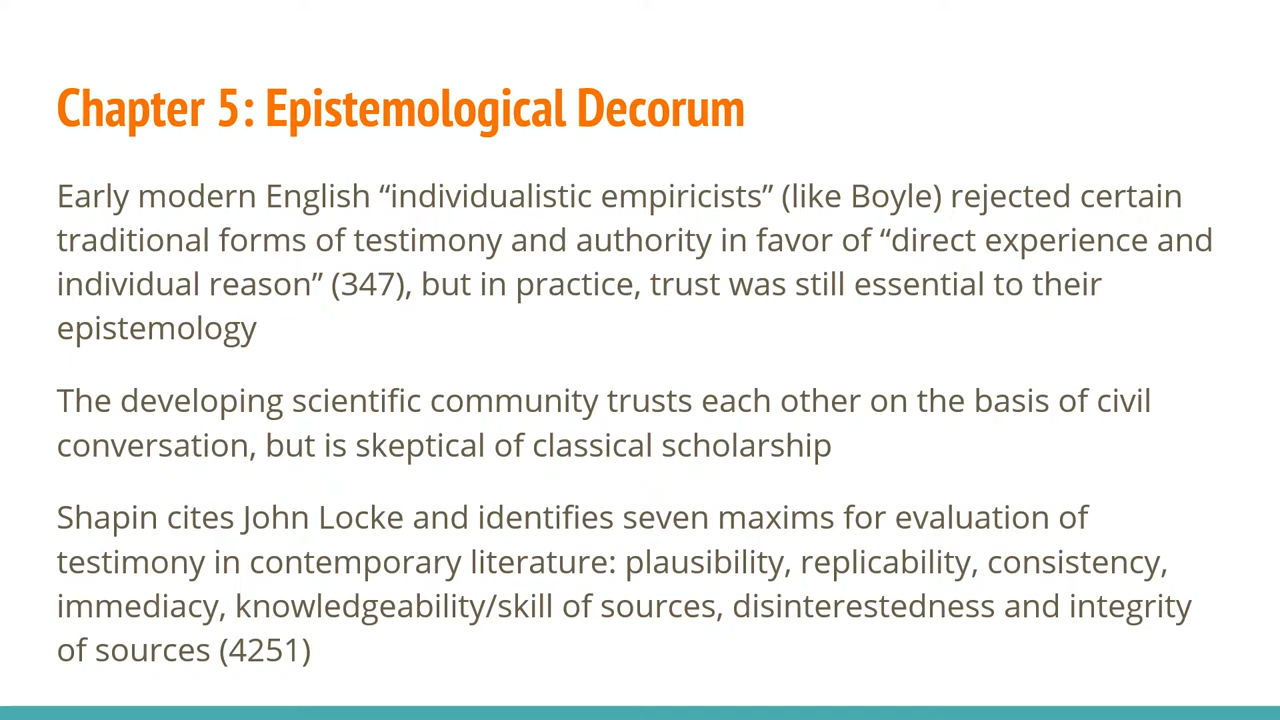 Chapter 5: Epistemological Decorum
Early modern English “individualistic empiricists” (like Boyle) rejected certain
traditional forms of testimony and authority in favor of “direct experience and
individual reason” (347), but in practice, trust was still essential to their
epistemology
The developing scientific community trusts each other on the basis of civil
conversation, but is skeptical of classical scholarship
Shapin cites John Locke and identifies seven maxims for evaluation of
testimony in contemporary literature: plausibility, replicability, consistency,
immediacy, knowledgeability/skill of sources, disinterestedness and integrity
of sources (4251)